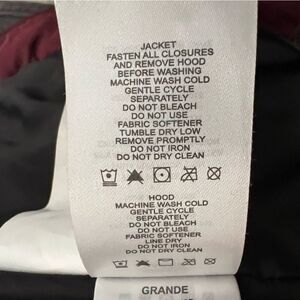 JACKET
FASTEN ALL CLOSURES
AND REMOVE HOOD
BEFORE WASHING
MACHINE WASH COLD
GENTLE CYCLE
SEPARATELY
DO NOT BLEACH
DO NOT USE
FABRIC SOFTENER
TUMBLE DRY LOW
REMOVE PROMPTLY
DO NOT IRON
DO NOT DRY CLEAN
HOOD
MACHINE WASH COLD
GENTLE CYCLE
SEPARATELY
DO NOT BLEACH
DO NOT USE
FABRIC SOFTENER
LINE DRY
DO NOT IRON
DO NOT DRY CLEAN
GRANDE